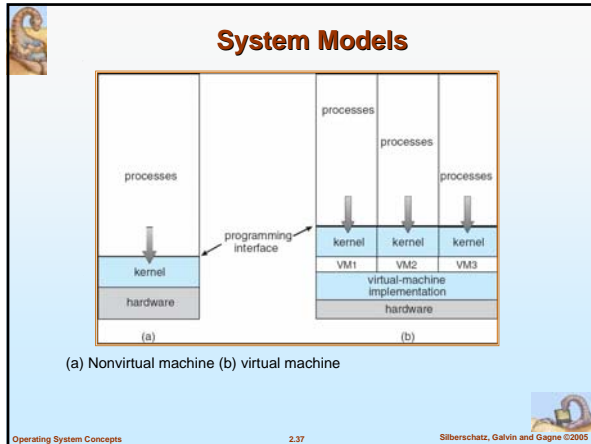 System Models
processes
processes
processes
processes
programming
interface
kernel
kernel
kernel
kernel
VM1
VM2
VM3
virtual-machine
implementation
hardware
hardware
(a)
(b)
(a) Nonvirtual machine (b) virtual machine
Operating System Concepts
2.37
Silberschatz, Galvin and Gagne ©2005